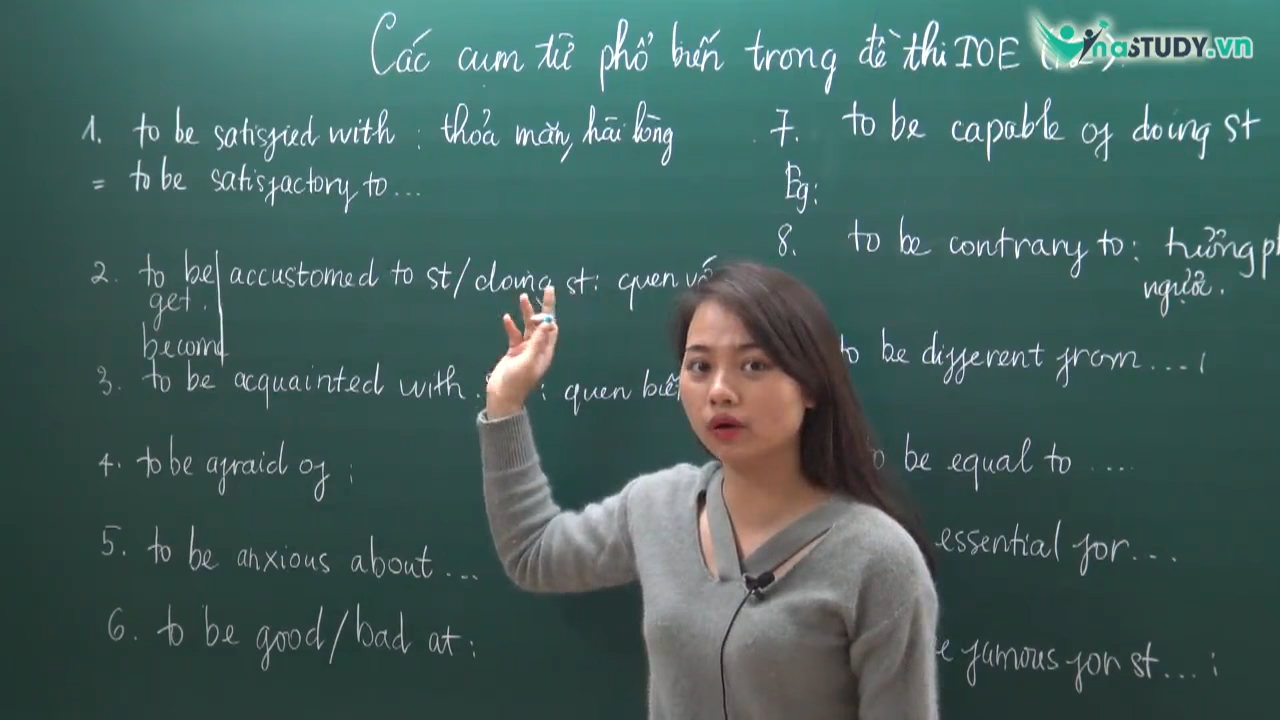 Các cụm từ phổ biến trong đề thi IOE
VinaSTUDY.vn
1. to be satisfied with : thỏa mãn, hài lòng
= to be satisfactory to ...
2. to be accustomed to st/doing st: quen
get.
become
3. to be acquainted with : quen biết
4. to be afraid of :
5. to be anxious about ...
6. to be good/bad at :
7. to be capable of doing st
Eg:
8. to be contrary to :
ngược.
to be different from .... :
be equal to ....
essential for ...
famous for st ... :